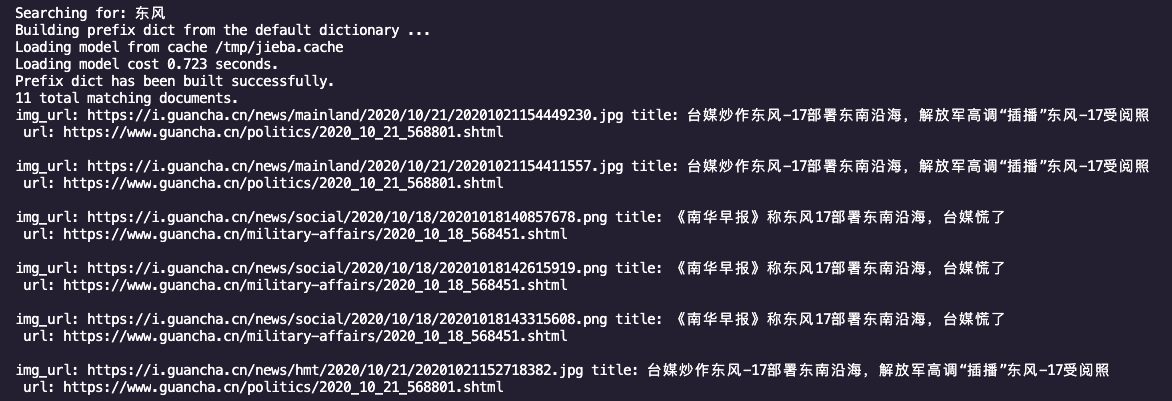 Searching for: 东风
Building prefix dict from the default dictionary ...
Loading model from cache /tmp/jieba.cache
Loading model cost 0.723 seconds.
Prefix dict has been built successfully.
11 total matching documents.
img_url: https://i.guancha.cn/news/mainland/2020/10/21/20201021154449230.jpg title: 台媒炒作东风-17部署东南沿海，解放军高调“插播”东风-17受阅照
url: https://www.guancha.cn/politics/2020_10_21_568801.shtml
img_url: https://i.guancha.cn/news/mainland/2020/10/21/20201021154411557.jpg title: 台媒炒作东风-17部署东南沿海，解放军高调“插播”东风-17受阅照
url: https://www.guancha.cn/politics/2020_10_21_568801.shtml
img_url: https://i.guancha.cn/news/social/2020/10/18/20201018140857678.png title: 《南华早报》称东风17部署东南沿海，台媒慌了
url: https://www.guancha.cn/military-affairs/2020_10_18_568451.shtml
img_url: https://i.guancha.cn/news/social/2020/10/18/20201018142615919.png title: 《南华早报》称东风17部署东南沿海，台媒慌了
url: https://www.guancha.cn/military-affairs/2020_10_18_568451.shtml
img_url: https://i.guancha.cn/news/social/2020/10/18/20201018143315608.png title: 《南华早报》称东风17部署东南沿海，台媒慌了
url: https://www.guancha.cn/military-affairs/2020_10_18_568451.shtml
img_url: https://i.guancha.cn/news/hmt/2020/10/21/20201021152718382.jpg title: 台媒炒作东风-17部署东南沿海，解放军高调“插播”东风-17受阅照
url: https://www.guancha.cn/politics/2020_10_21_568801.shtml